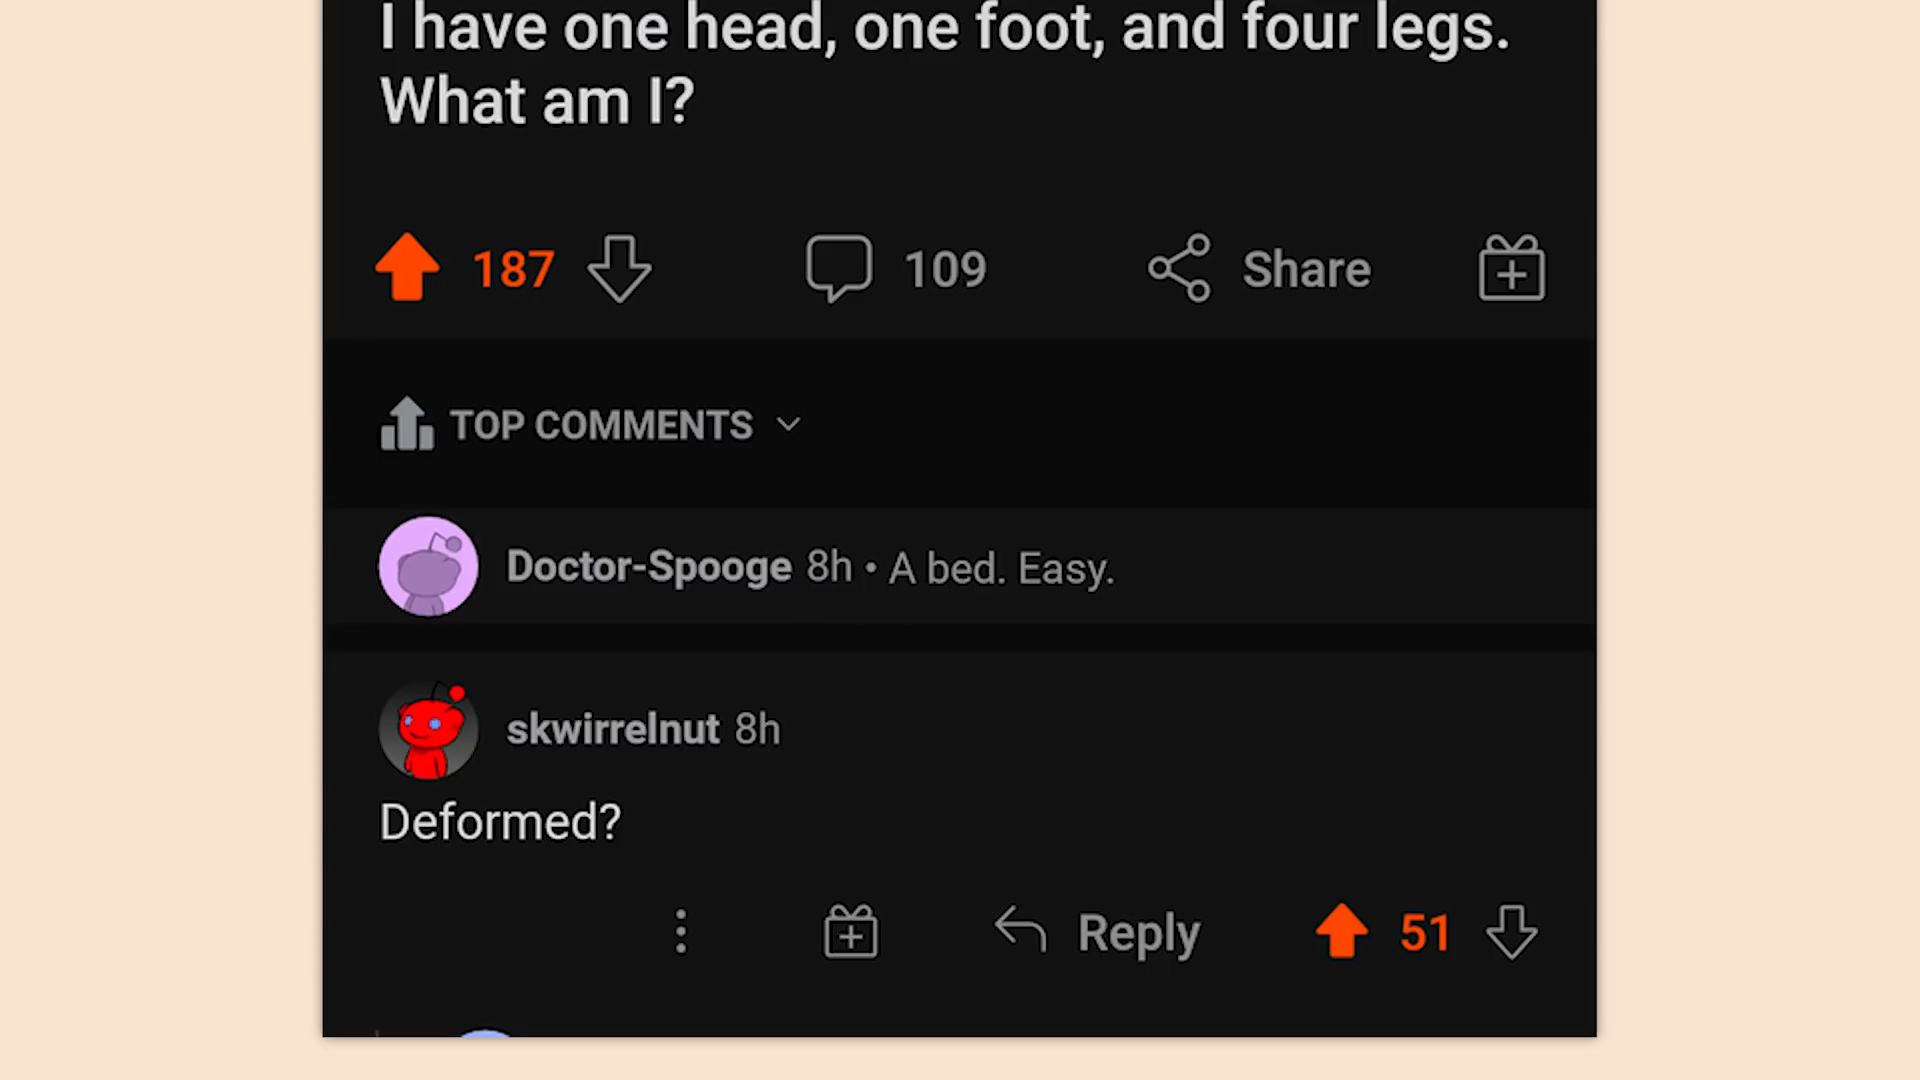 I have one head, one foot, and four legs.
What am I?
187
109
Share
TOP COMMENTS
Doctor-Spooge 8h • A bed. Easy.
skwirrelnut 8h
Deformed?
Reply
51